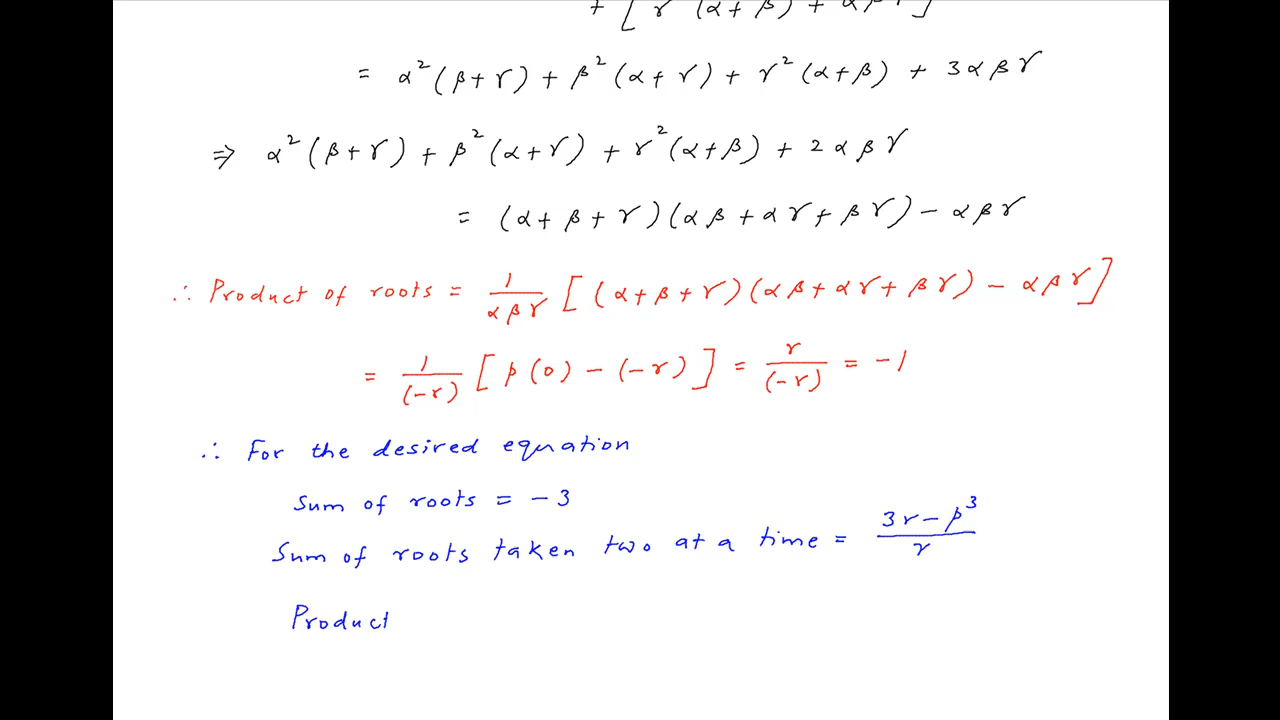 + [ γ (α + β) + αβγ ]
= α²(β+γ) + β²(α+γ) + γ²(α+β) + 3αβγ
⇒ α²(β+γ) + β²(α+γ) + γ²(α+β) + 2αβγ
= (α+β+γ)(αβ+αγ+βγ) − αβγ
∴ Product of roots = 1/(αβγ) [(α+β+γ)(αβ+αγ+βγ) − αβγ]
= 1/(−r) [p(0) − (−r)] = r/(−r) = −1
∴ For the desired equation
Sum of roots = −3
Sum of roots taken two at a time = (3r − p³)/r
Product